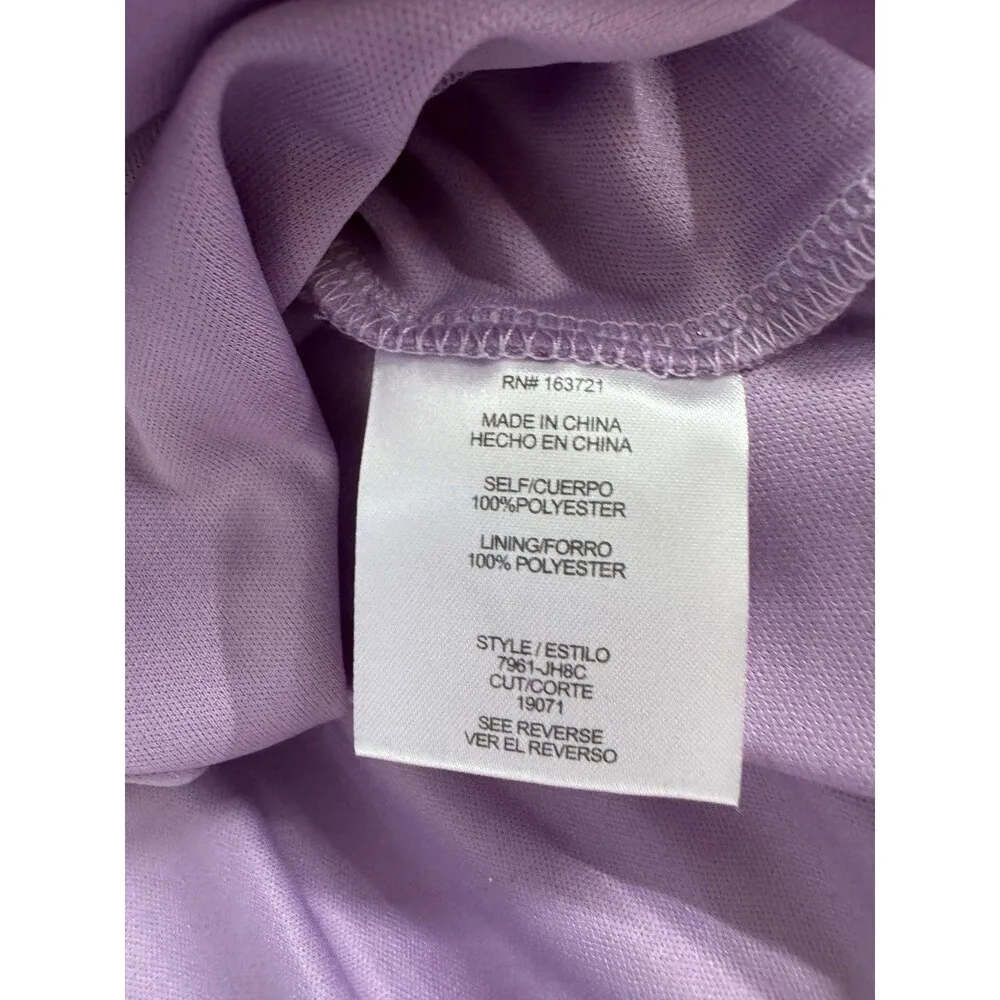 RN# 163721
MADE IN CHINA
HECHO EN CHINA
SELF/CUERPO
100%POLYESTER
LINING/FORRO
100% POLYESTER
STYLE / ESTILO
7961-JH8C
CUT/CORTE
19071
SEE REVERSE
VER EL REVERSO